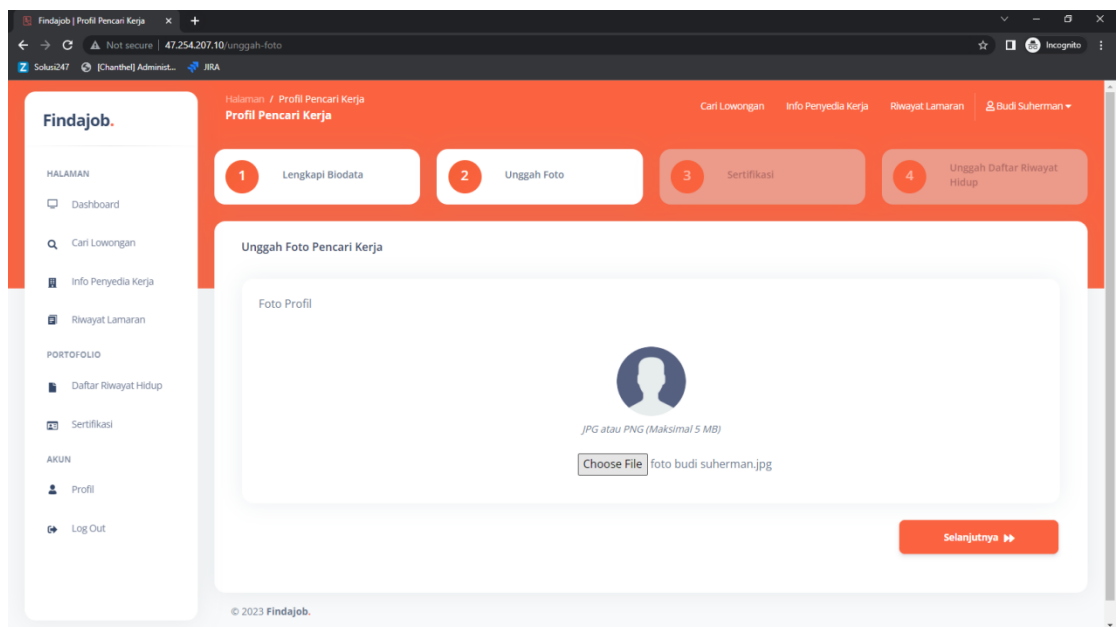 Findajob | Profil Pencari Kerja
Not secure | 47.254.207.10/unggah-foto
Incognito
Solusi247
[Chanthel] Administ...
JIRA
Findajob.
HALAMAN
Dashboard
Cari Lowongan
Info Penyedia Kerja
Riwayat Lamaran
PORTOFOLIO
Daftar Riwayat Hidup
Sertifikasi
AKUN
Profil
Log Out
Halaman / Profil Pencari Kerja
Profil Pencari Kerja
Cari Lowongan
Info Penyedia Kerja
Riwayat Lamaran
Budi Suherman
1 Lengkapi Biodata
2 Unggah Foto
3 Sertifikasi
4 Unggah Daftar Riwayat
Hidup
Unggah Foto Pencari Kerja
Foto Profil
JPG atau PNG (Maksimal 5 MB)
Choose File foto budi suherman.jpg
Selanjutnya
© 2023 Findajob.